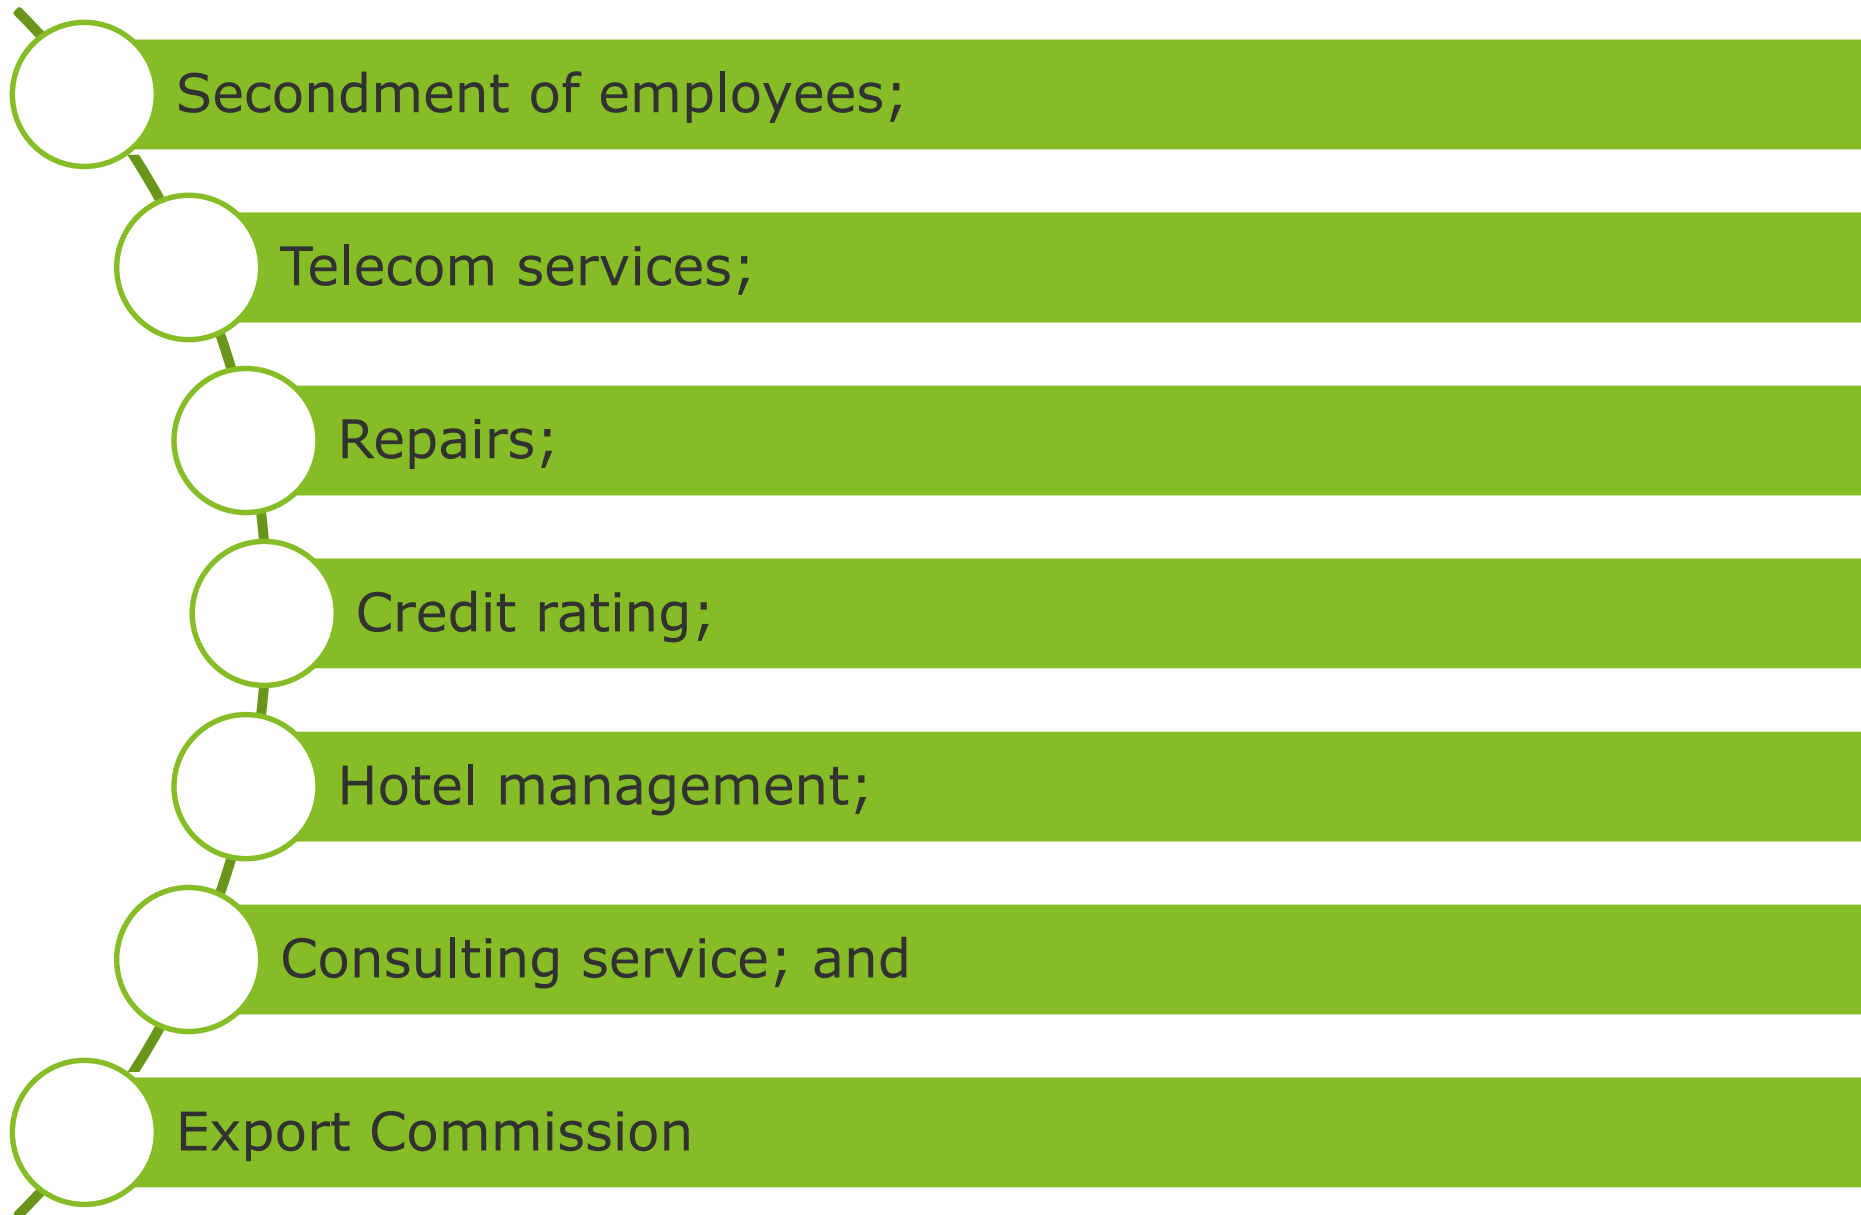 Secondment of employees;
Telecom services;
Repairs;
Credit rating;
Hotel management;
Consulting service; and
Export Commission